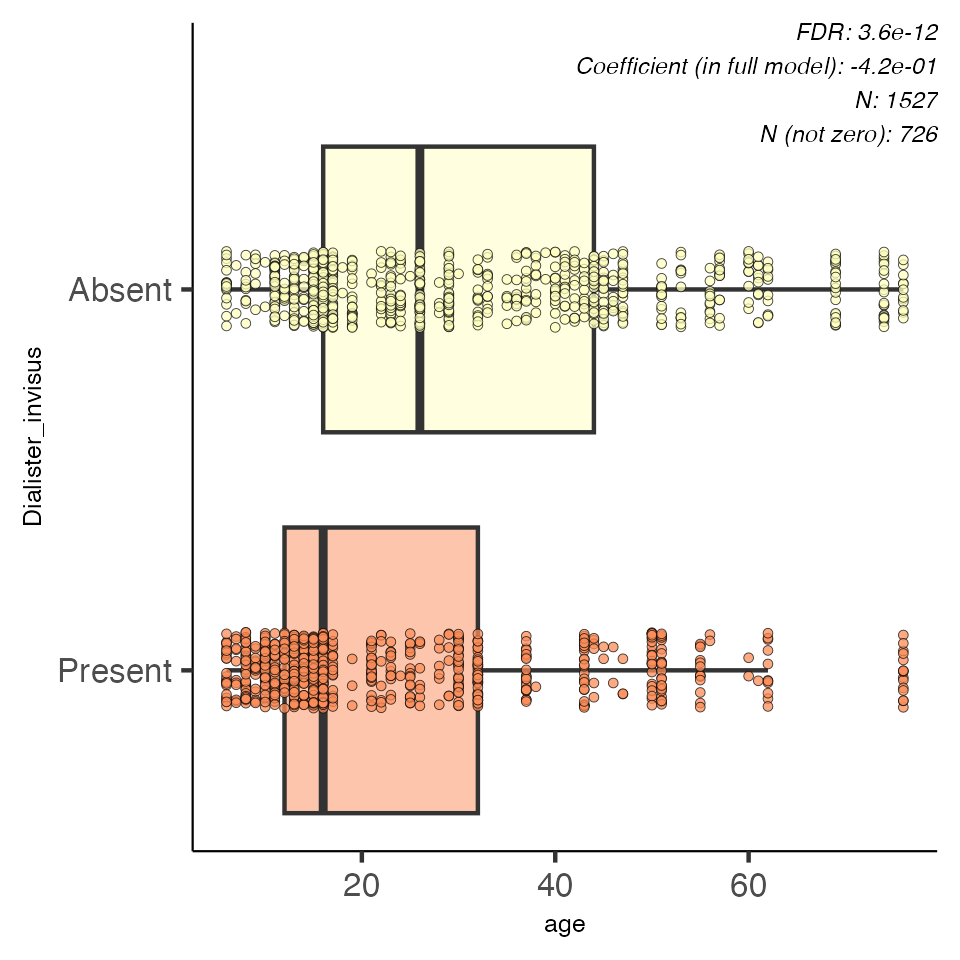 FDR: 3.6e-12
Coefficient (in full model): -4.2e-01
N: 1527
N (not zero): 726
Absent
Present
Dialister_invisus
20 40 60
age